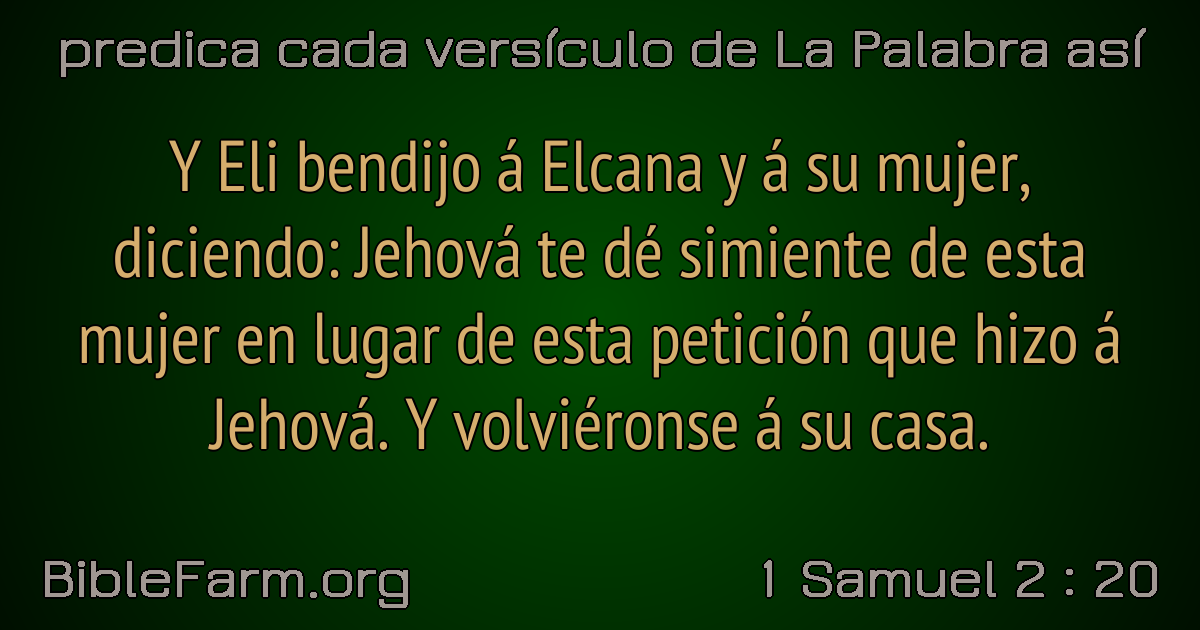 predica cada versículo de La Palabra así
Y Eli bendijo á Elcana y á su mujer,
diciendo: Jehová te dé simiente de esta
mujer en lugar de esta petición que hizo á
Jehová. Y volviéronse á su casa.
BibleFarm.org
1 Samuel 2 : 20